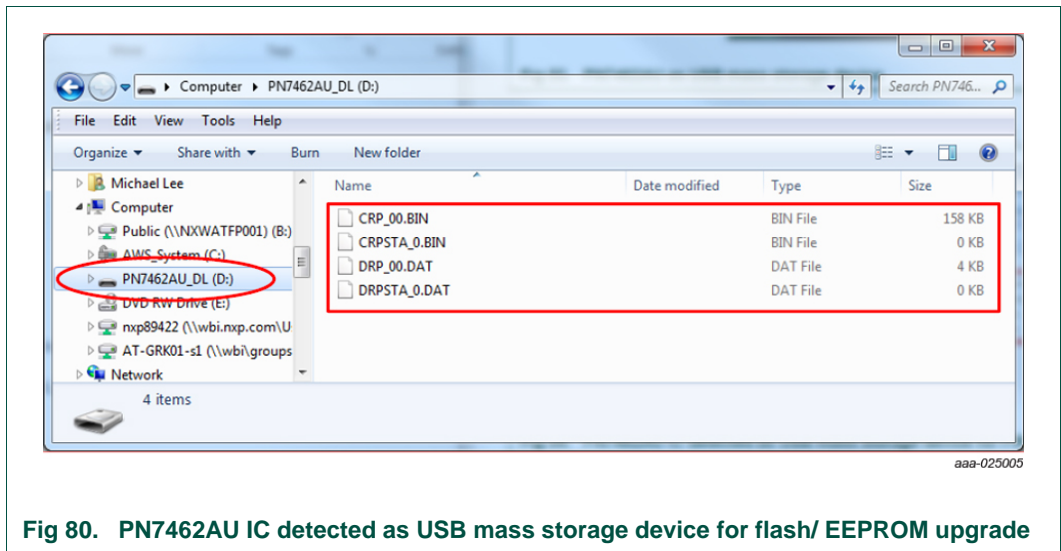 Computer ▸ PN7462AU_DL (D:)
Search PN746...
File Edit View Tools Help
Organize Share with Burn New folder
Michael Lee
Computer
Public (\\NXWATFP001) (B:)
AWS_System (C:)
PN7462AU_DL (D:)
DVD RW Drive (E:)
nxp89422 (\\wbi.nxp.com\U
AT-GRK01-s1 (\\wbi\groups
Network
Name Date modified Type Size
CRP_00.BIN BIN File 158 KB
CRPSTA_0.BIN BIN File 0 KB
DRP_00.DAT DAT File 4 KB
DRPSTA_0.DAT DAT File 0 KB
4 items
aaa-025005
Fig 80. PN7462AU IC detected as USB mass storage device for flash/ EEPROM upgrade